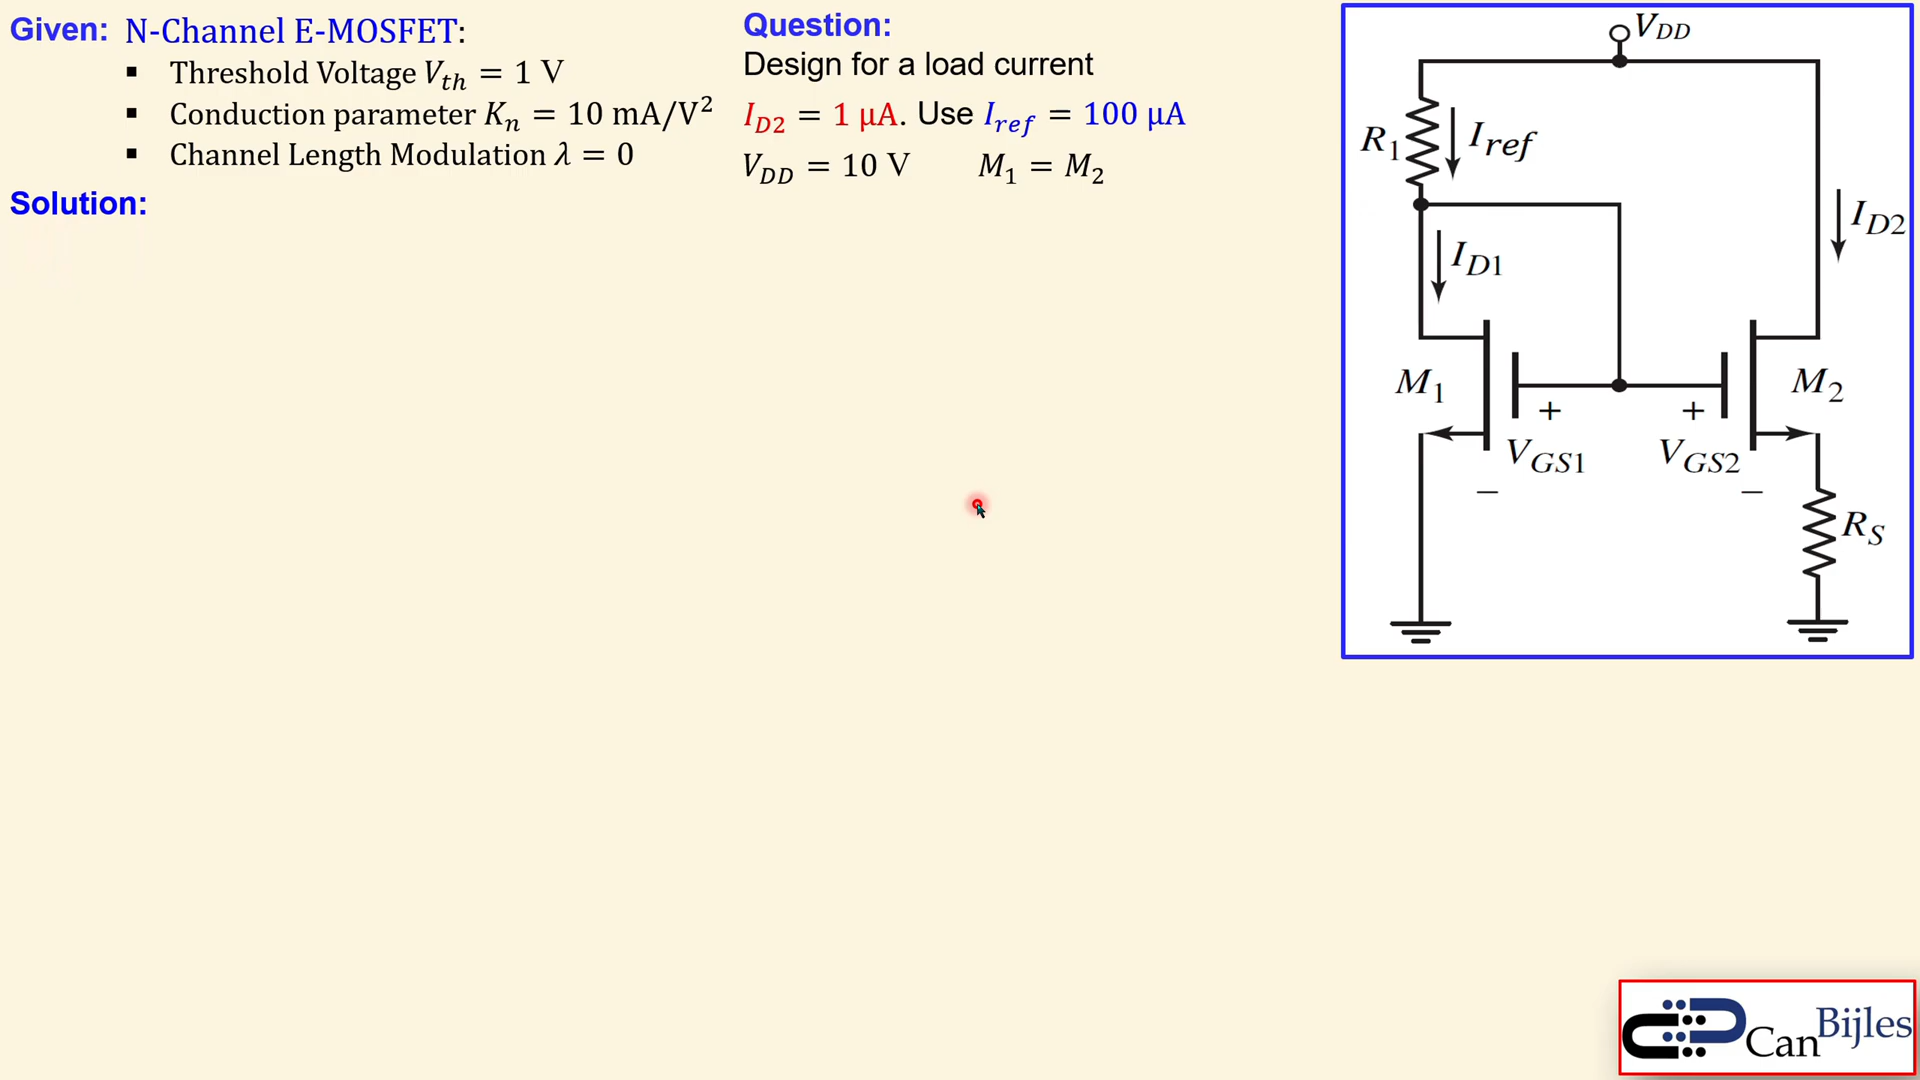 Given: N-Channel E-MOSFET:
▪ Threshold Voltage V_th = 1 V
▪ Conduction parameter K_n = 10 mA/V²
▪ Channel Length Modulation λ = 0
Question:
Design for a load current
I_D2 = 1 μA. Use I_ref = 100 μA
V_DD = 10 V M_1 = M_2
Solution:
V_DD
R_1
I_ref
I_D2
I_D1
M_1
M_2
+
+
V_GS1
V_GS2
−
−
R_S
Can Bijles